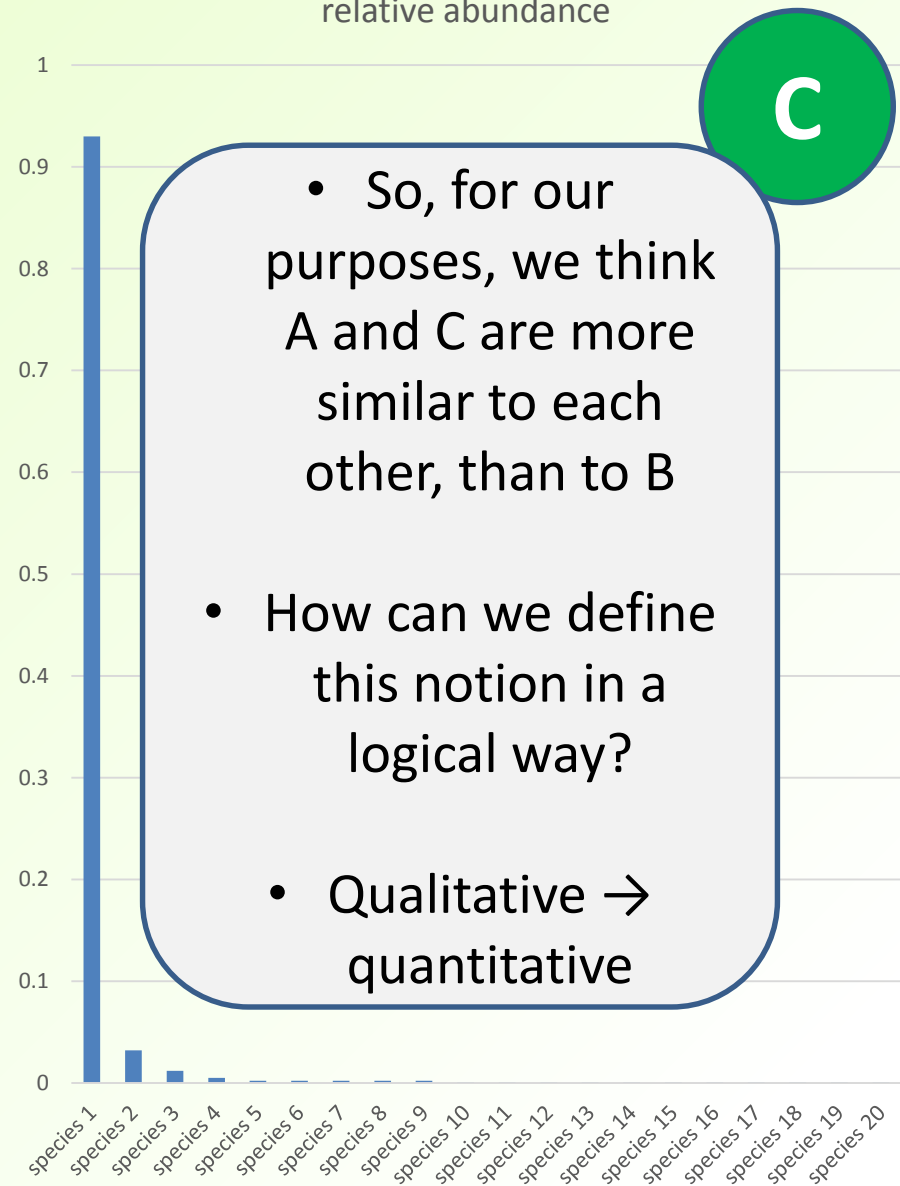 relative abundance
C
1
0.9
0.8
0.7
0.6
0.5
0.4
0.3
0.2
0.1
0
• So, for our
purposes, we think
A and C are more
similar to each
other, than to B
• How can we define
this notion in a
logical way?
• Qualitative →
quantitative
species 1
species 2
species 3
species 4
species 5
species 6
species 7
species 8
species 9
species 10
species 11
species 12
species 13
species 14
species 15
species 16
species 17
species 18
species 19
species 20